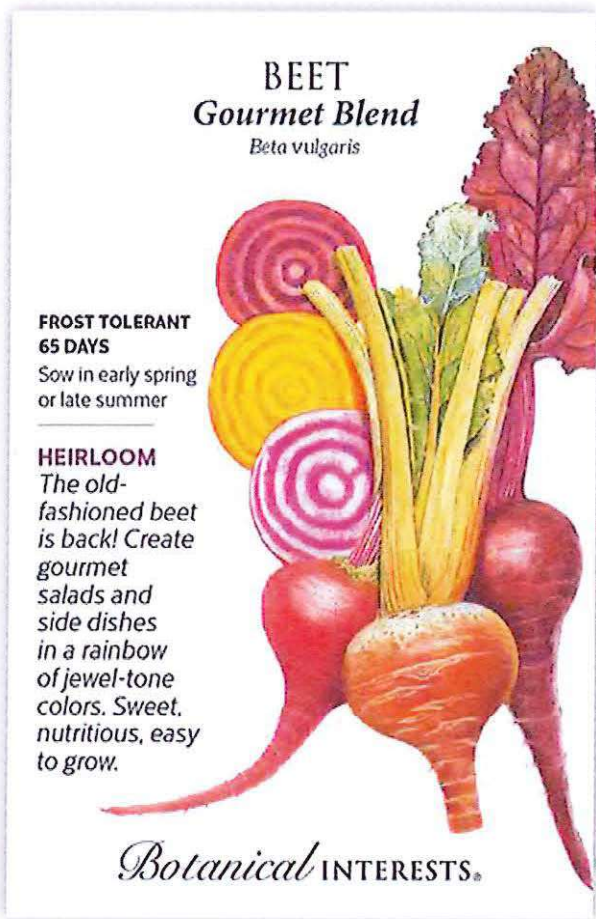 BEET
Gourmet Blend
Beta vulgaris
FROST TOLERANT
65 DAYS
Sow in early spring
or late summer
HEIRLOOM
The old-
fashioned beet
is back! Create
gourmet
salads and
side dishes
in a rainbow
of jewel-tone
colors. Sweet,
nutritious, easy
to grow.
Botanical INTERESTS®